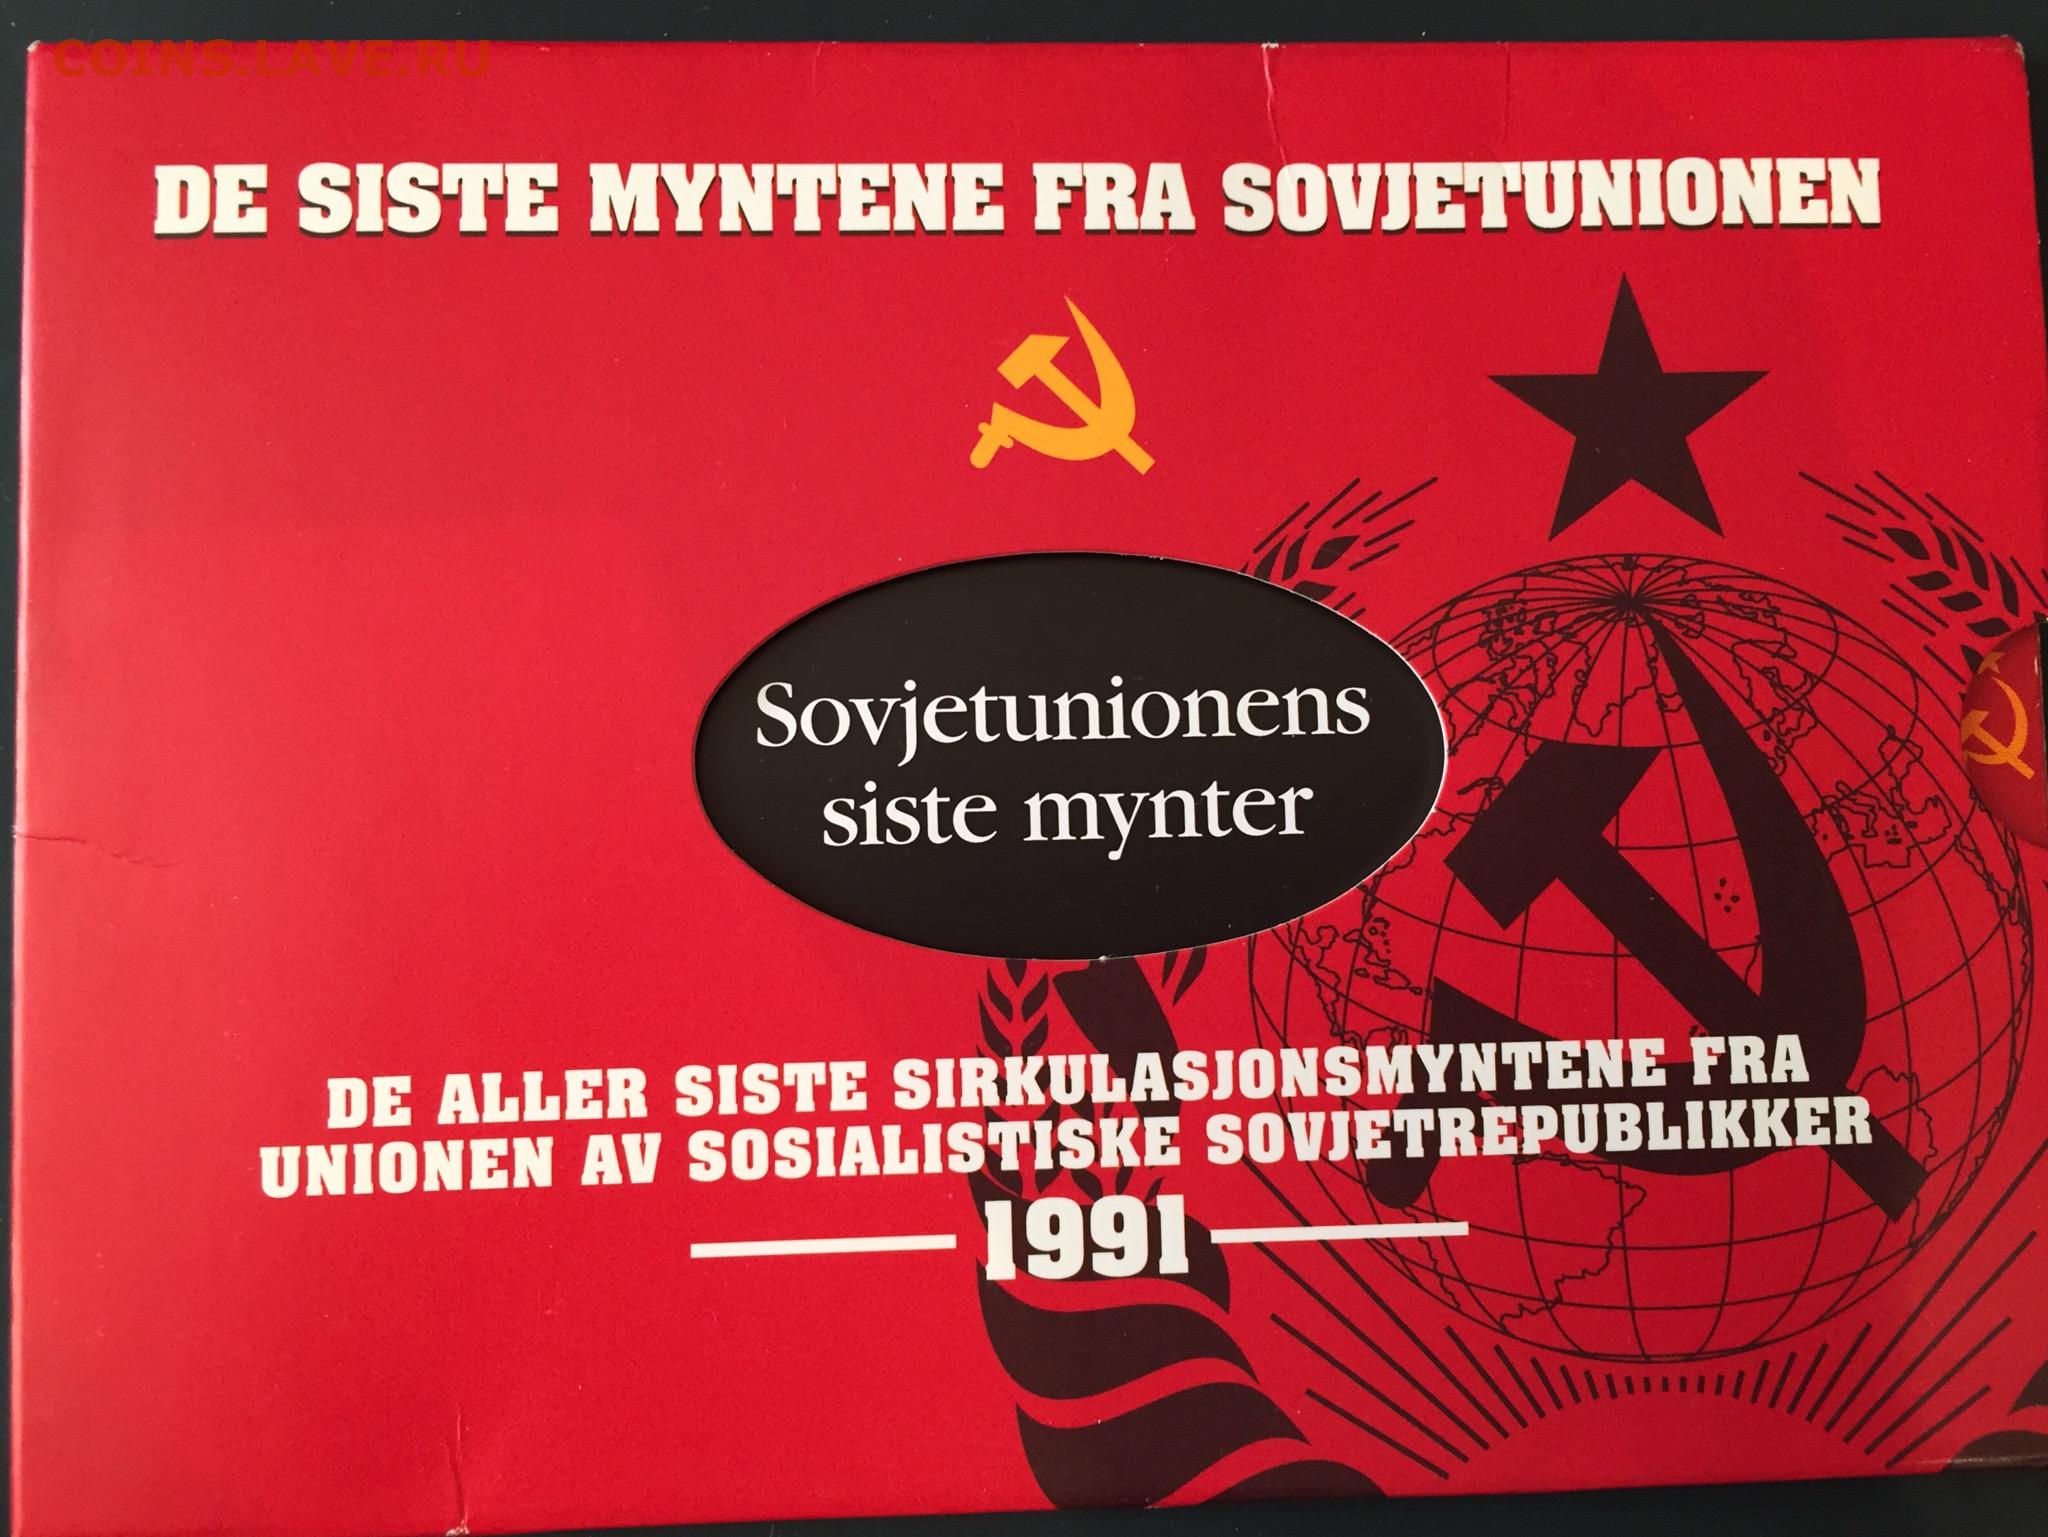 COINS.LAVE.RU
DE SISTE MYNTENE FRA SOVJETUNIONEN
Sovjetunionens
siste mynter
DE ALLER SISTE SIRKULASJONSMYNTENE FRA
UNIONEN AV SOSIALISTISKE SOVJETREPUBLIKKER
1991